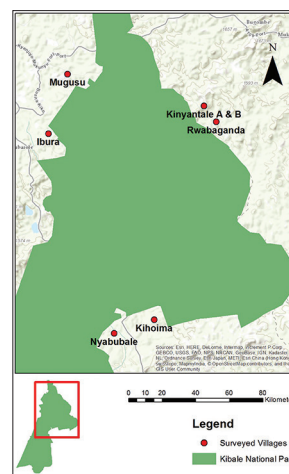 N
Mugusu
Kinyantale A & B
Rwabaganda
Ibura
Kihoima
Nyabubale
Sources: Esri, HERE, DeLorme, Intermap, increment P Corp.,
GEBCO, USGS, FAO, NPS, NRCAN, GeoBase, IGN, Kadaster
NL, Ordnance Survey, Esri Japan, METI, Esri China (Hong Kong),
swisstopo, MapmyIndia, © OpenStreetMap contributors, and the
GIS User Community
0 10 20 40 60 80
Kilomete
Legend
Surveyed Villages
Kibale National Pa